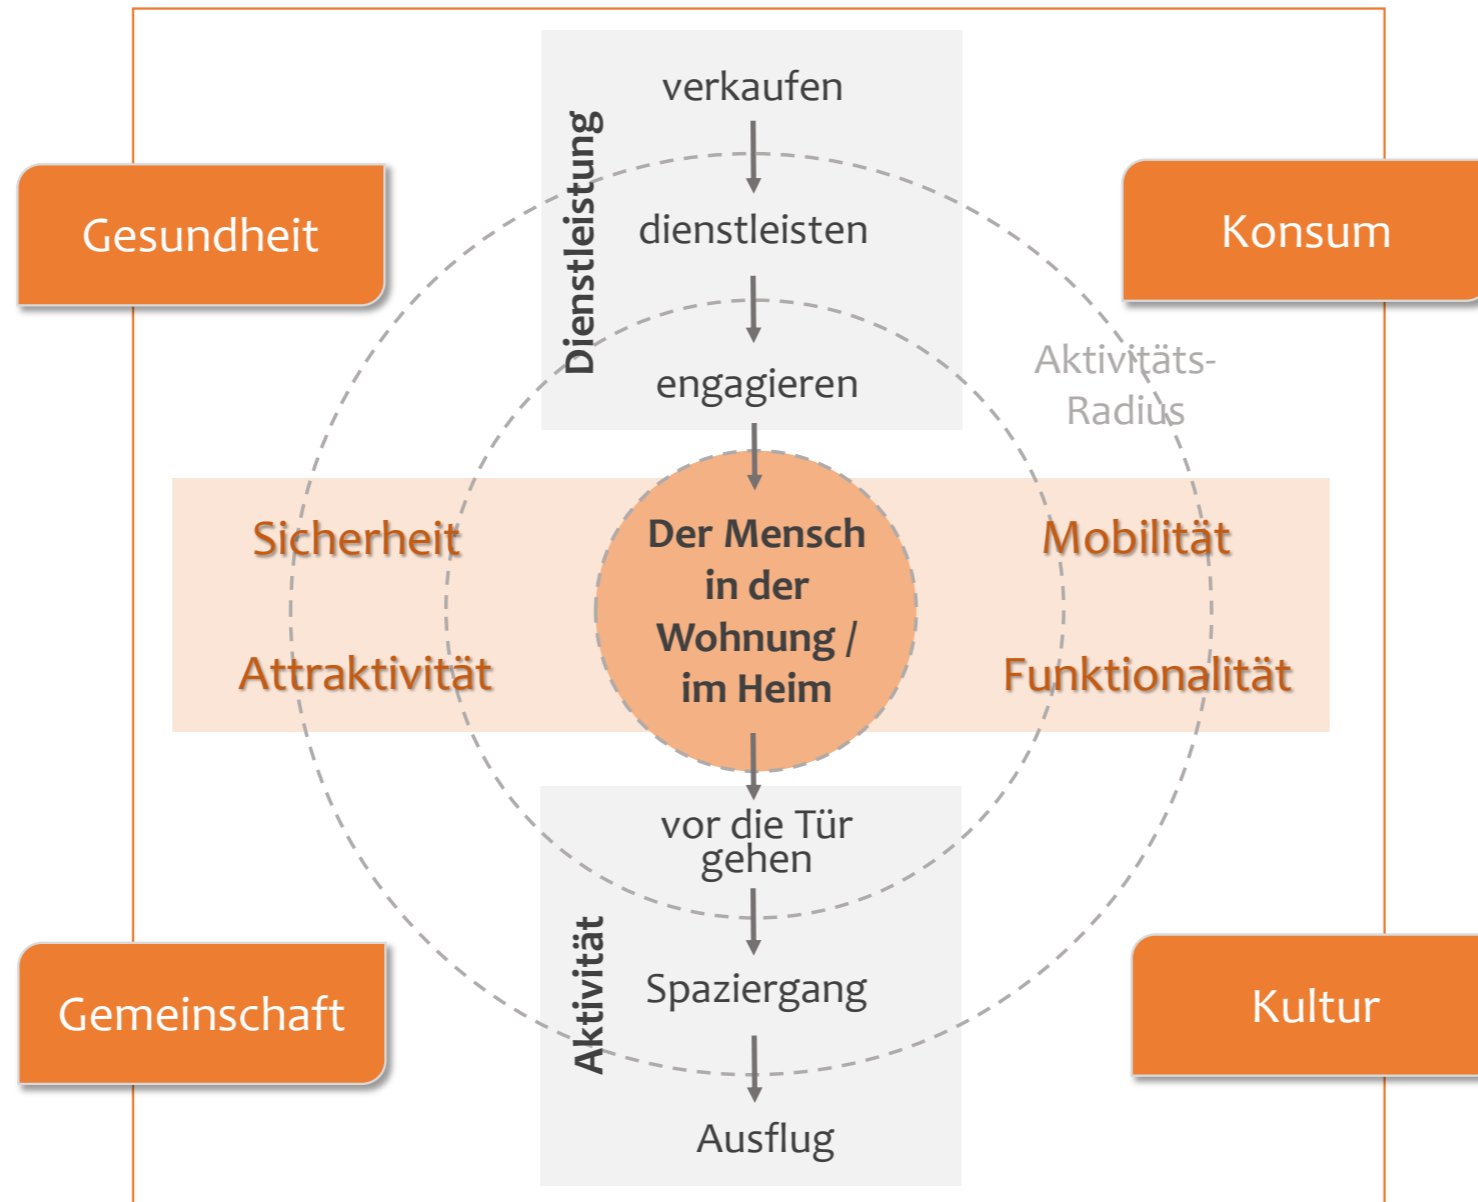 verkaufen
Dienstleistung
Gesundheit
Konsum
dienstleisten
Aktivitäts-
Radius
engagieren
Sicherheit
Der Mensch
in der
Wohnung /
im Heim
Mobilität
Attraktivität
Funktionalität
vor die Tür
gehen
Aktivität
Spaziergang
Gemeinschaft
Kultur
Ausflug